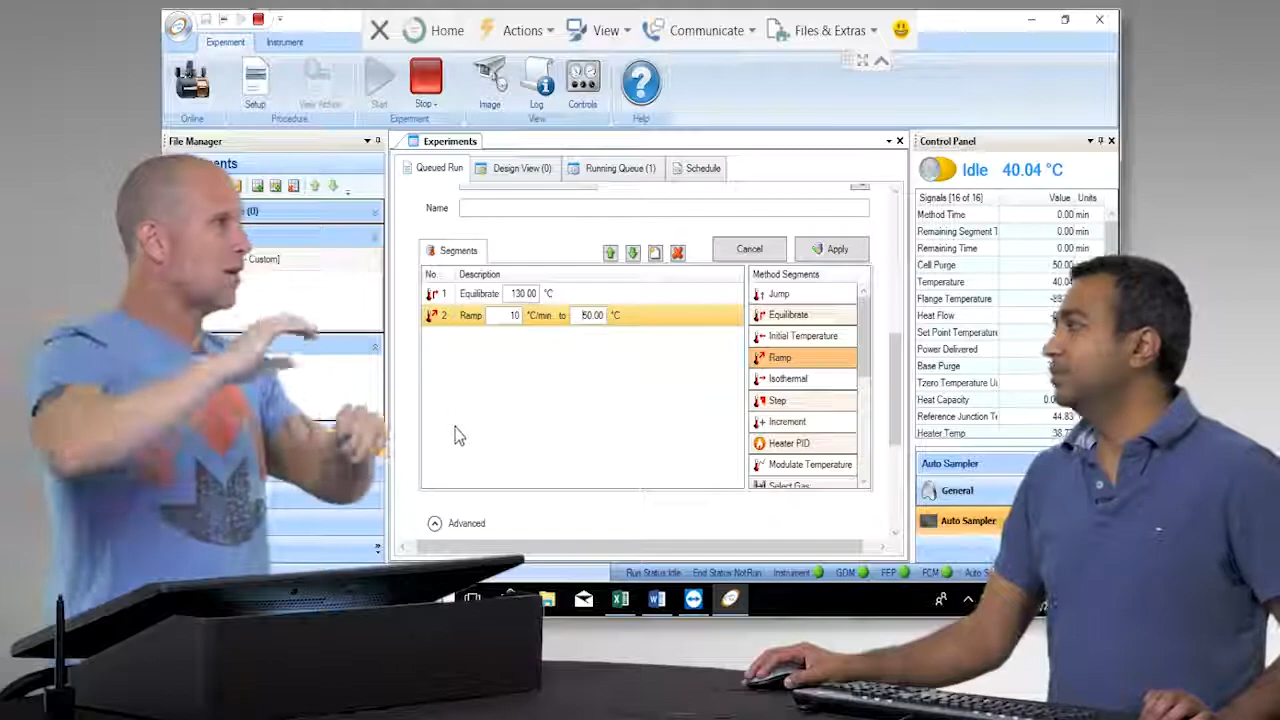 Home Actions View Communicate Files & Extras
Experiment Instrument
Setup Start Stop Image Log Controls
Online Procedure Experiment View Help
File Manager
Experiments
Control Panel
Queued Run Design View (0) Running Queue (1) Schedule
Idle 40.04 °C
Signals [16 of 16] Value Units
Name
Method Time 0.00 min
Remaining Segment T 0.00 min
Remaining Time 0.00 min
Cell Purge
Temperature
Flange Temperature
Set Point Temperature
Power Delivered
Base Purge
Heat Capacity
Reference Junction Te 44.83
Heater Temp
Custom]
Segments Cancel Apply
No. Description Method Segments
1 Equilibrate 130.00 °C
2 Ramp 10 °C/min to 50.00 °C
Jump
Equilibrate
Initial Temperature
Ramp
Isothermal
Step
Increment
Heater PID
Modulate Temperature
Select Gas
Auto Sampler
General
Auto Sampler
Advanced
Run Status:Idle End Status:NotRun Instrument GDM FEP FCM